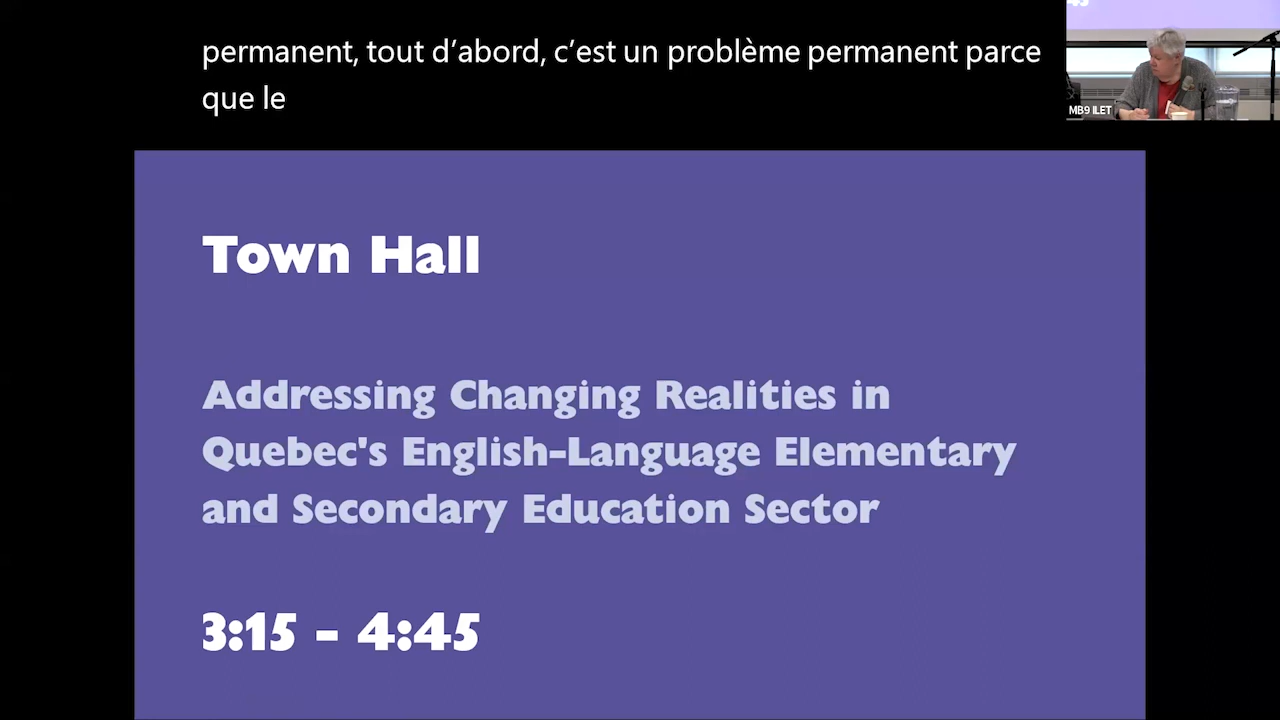 permanent, tout d’abord, c’est un problème permanent parce
que le
MB9 ILET
Town Hall
Addressing Changing Realities in
Quebec's English-Language Elementary
and Secondary Education Sector
3:15 - 4:45